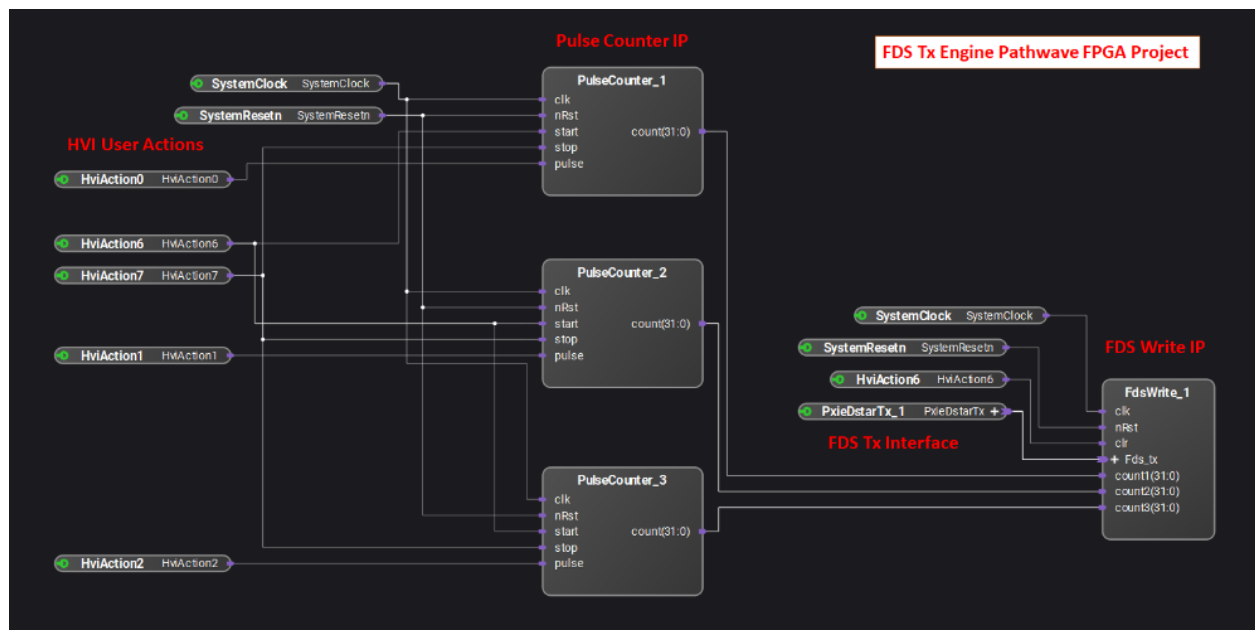 Pulse Counter IP
FDS Tx Engine Pathwave FPGA Project
SystemClock SystemClock
SystemResetn SystemResetn
HVI User Actions
HviAction0 HviAction0
HviAction6 HviAction6
HviAction7 HviAction7
HviAction1 HviAction1
HviAction2 HviAction2
PulseCounter_1
clk
nRst
start count(31:0)
stop
pulse
PulseCounter_2
clk
nRst
start count(31:0)
stop
pulse
PulseCounter_3
clk
nRst
start count(31:0)
stop
pulse
SystemClock SystemClock
SystemResetn SystemResetn
HviAction6 HviAction6
PxieDstarTx_1 PxieDstarTx +
FDS Tx Interface
FDS Write IP
FdsWrite_1
clk
nRst
clr
+ Fds_tx
count1(31:0)
count2(31:0)
count3(31:0)